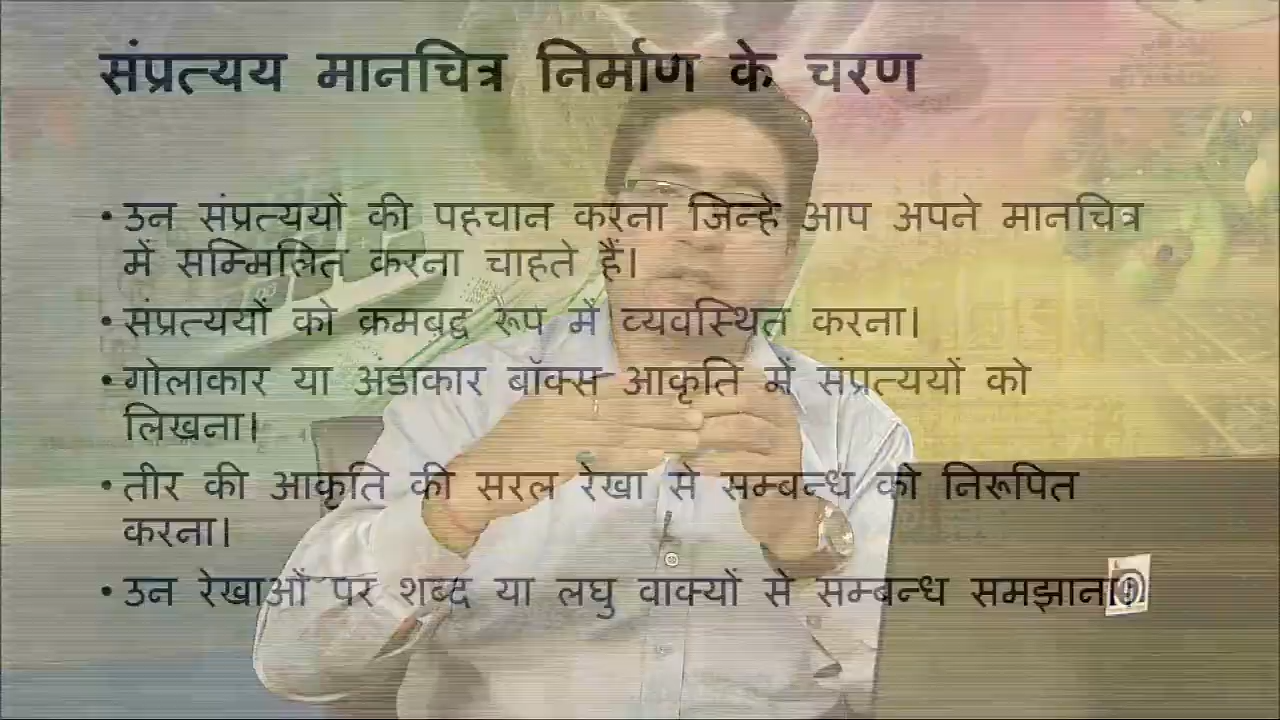 संप्रत्यय मानचित्र निर्माण के चरण
• उन संप्रत्ययों की पहचान करना जिन्हे आप अपने मानचित्र
में सम्मिलित करना चाहते हैं।
• संप्रत्ययों को क्रमबद्ध रूप में व्यवस्थित करना।
• गोलाकार या अंडाकार बॉक्स आकृति में संप्रत्ययों को
लिखना।
• तीर की आकृति की सरल रेखा से सम्बन्ध को निरूपित
करना।
• उन रेखाओं पर शब्द या लघु वाक्यों से सम्बन्ध समझाना।